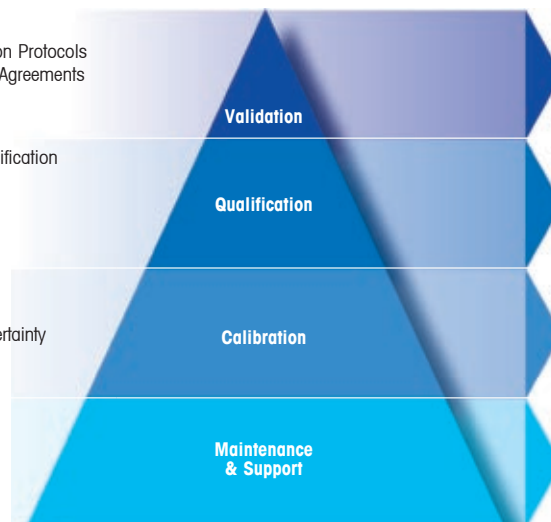 on Protocols
Agreements
Validation
ification
Qualification
ertainty
Calibration
Maintenance
& Support